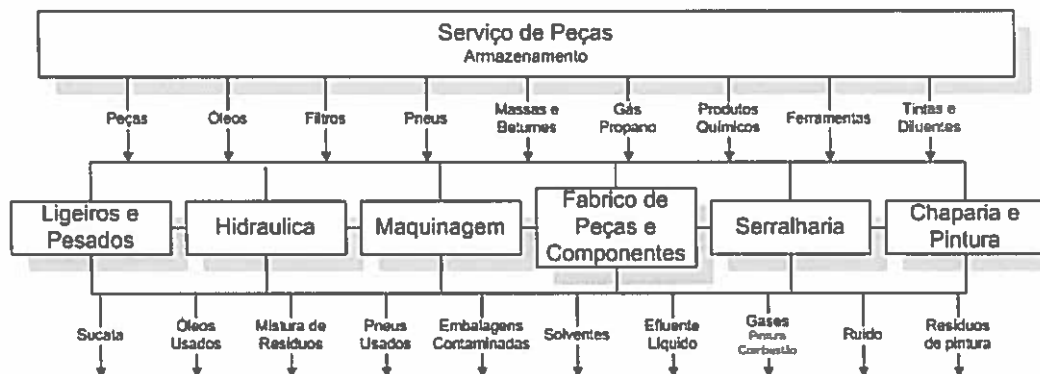 Serviço de Peças
Armazenamento
Peças
Óleos
Filtros
Pneus
Massas e
Betumes
Gás
Propano
Produtos
Químicos
Ferramentas
Tintas e
Diluentes
Ligeiros e
Pesados
Hidraulica
Maquinagem
Fabrico de
Peças e
Componentes
Serralharia
Chaparia e
Pintura
Sucata
Óleos
Usados
Mistura de
Resíduos
Pneus
Usados
Embalagens
Contaminadas
Solventes
Efluente
Líquido
Gases
Pintura
Combustão
Ruído
Resíduos
de pintura